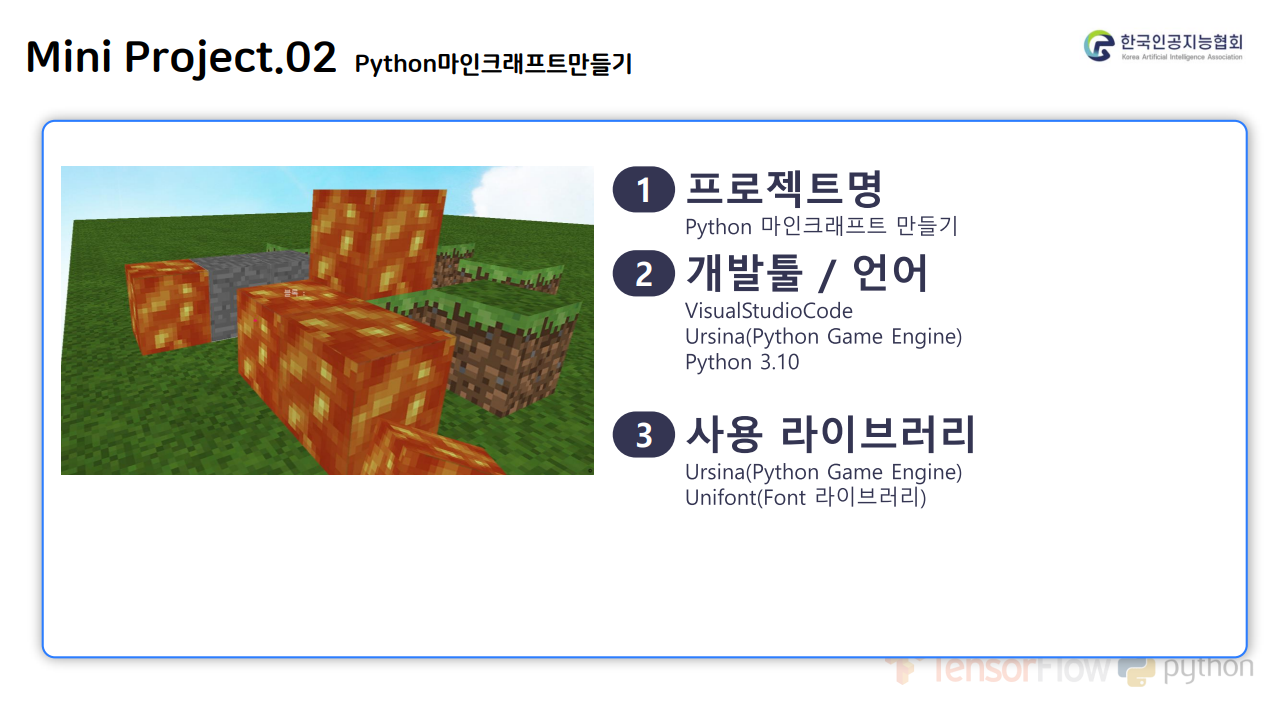 Mini Project.02 Python마인크래프트만들기
한국인공지능협회
Korea Artificial Intelligence Association
블록
1 프로젝트명
Python 마인크래프트 만들기
2 개발툴 / 언어
VisualStudioCode
Ursina(Python Game Engine)
Python 3.10
3 사용 라이브러리
Ursina(Python Game Engine)
Unifont(Font 라이브러리)
TensorFlow python